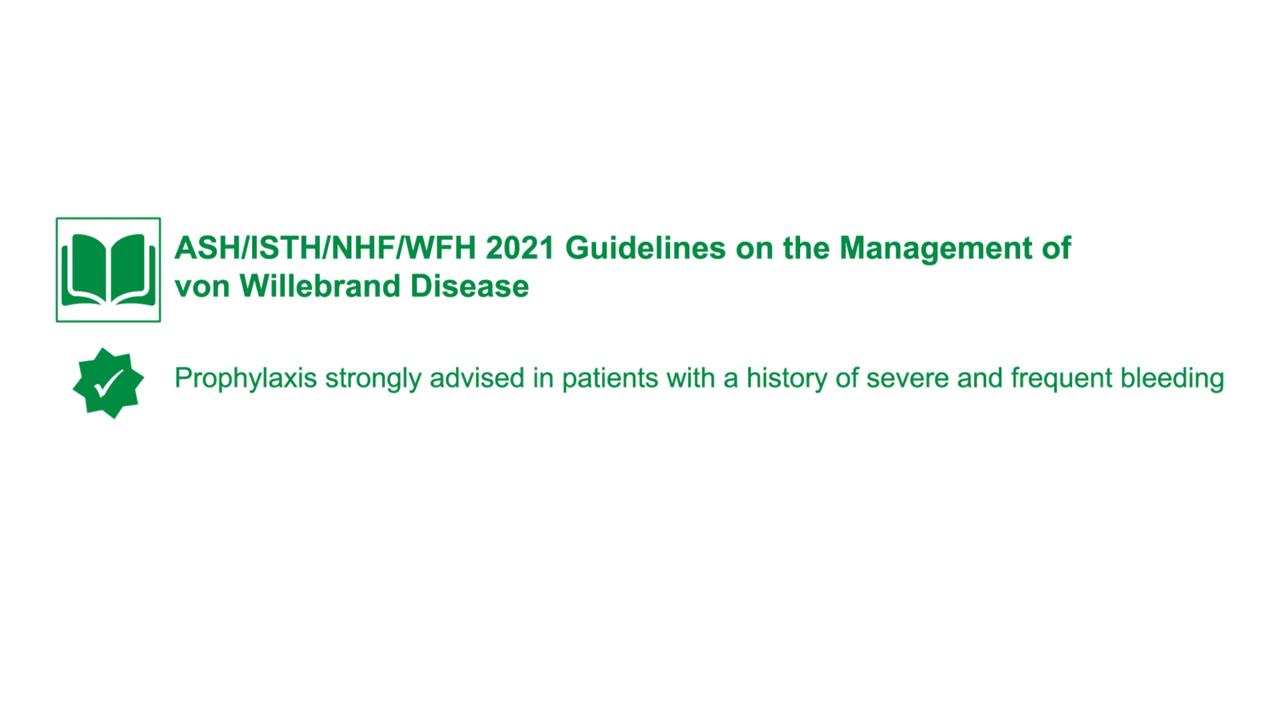 ASH/ISTH/NHF/WFH 2021 Guidelines on the Management of
von Willebrand Disease
Prophylaxis strongly advised in patients with a history of severe and frequent bleeding